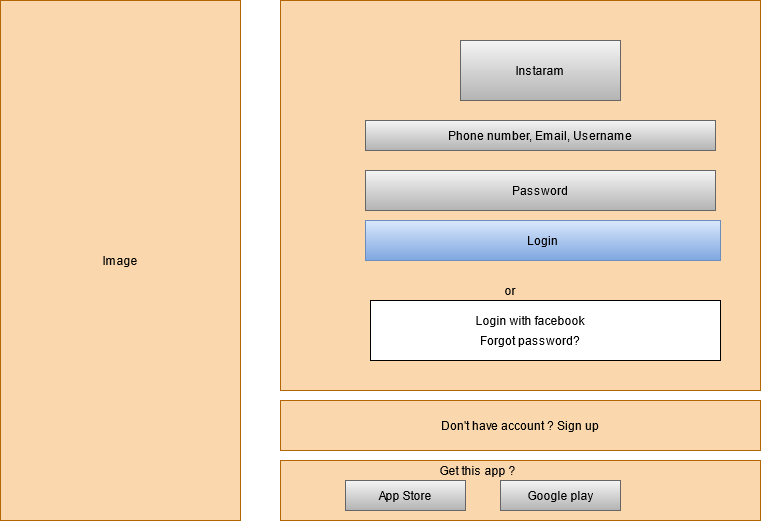 Image
Instaram
Phone number, Email, Username
Password
Login
or
Login with facebook
Forgot password?
Don't have account ? Sign up
Get this app ?
App Store
Google play